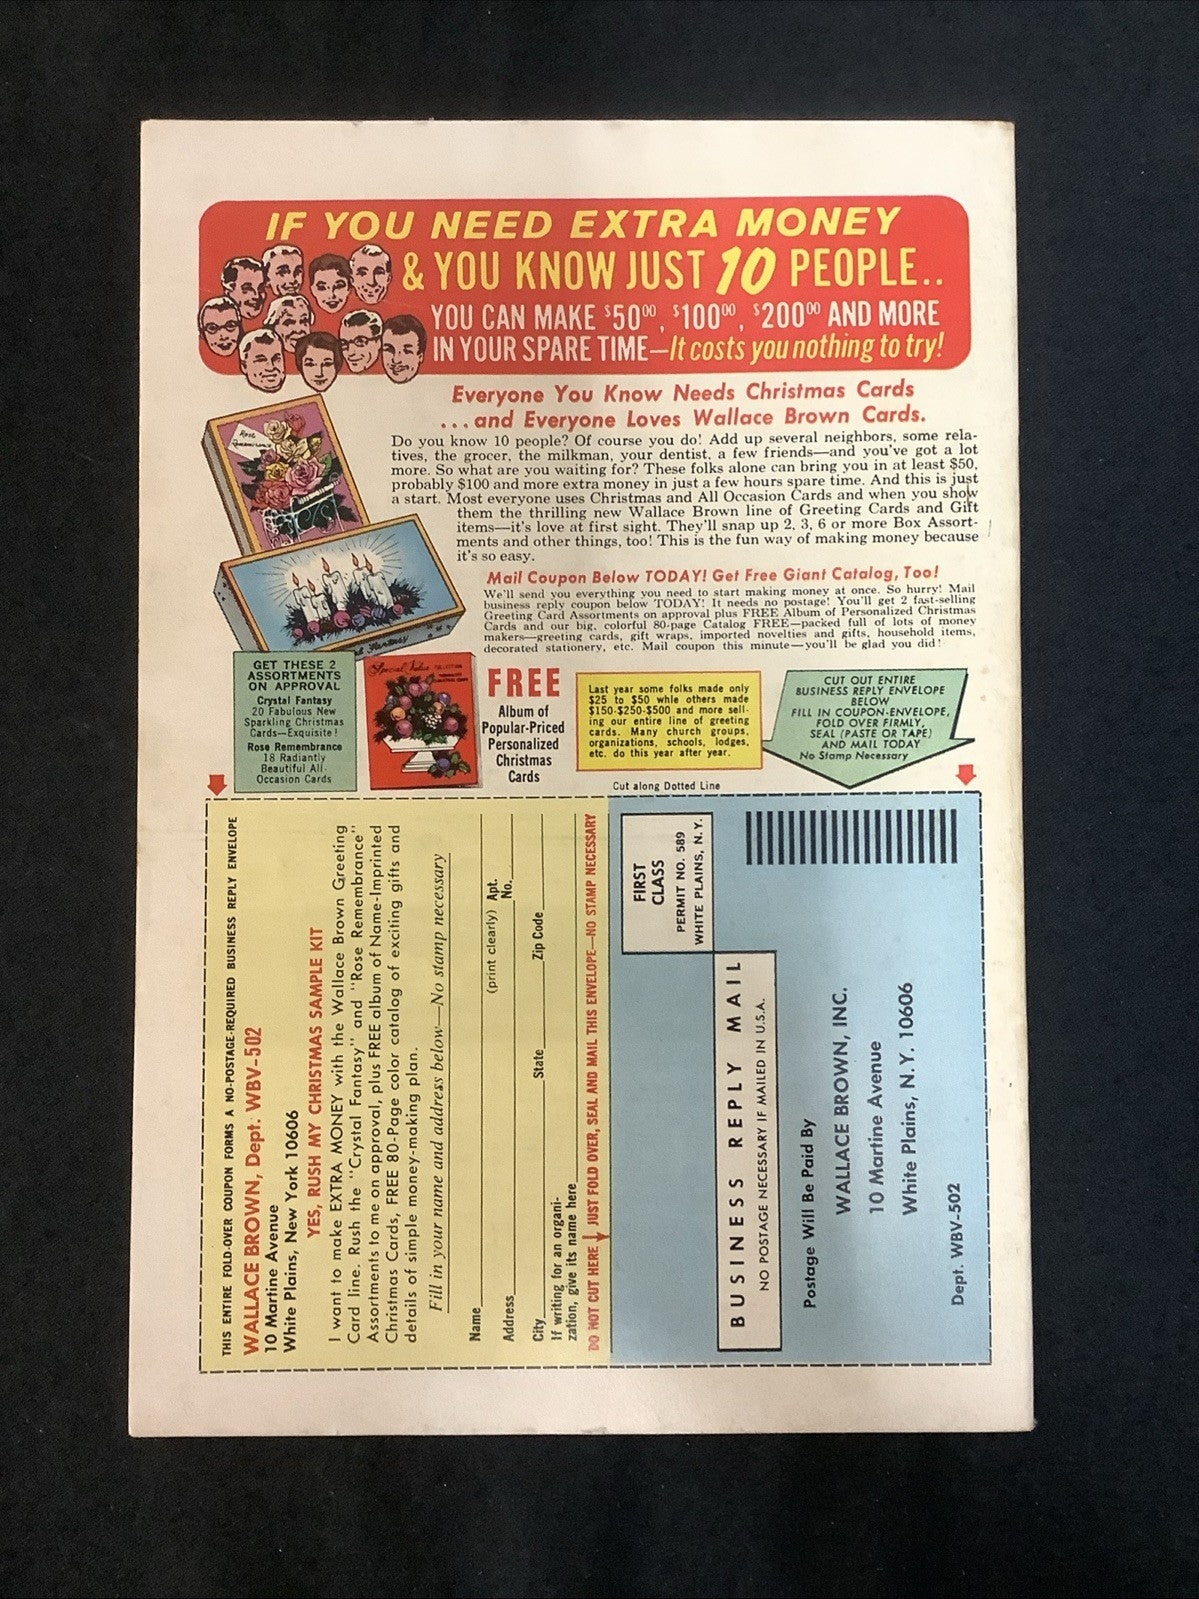 IF YOU NEED EXTRA MONEY
& YOU KNOW JUST 10 PEOPLE..
YOU CAN MAKE $50⁰⁰, $100⁰⁰, $200⁰⁰ AND MORE
IN YOUR SPARE TIME—It costs you nothing to try!
Everyone You Know Needs Christmas Cards
...and Everyone Loves Wallace Brown Cards.
Do you know 10 people? Of course you do! Add up several neighbors, some rela-
tives, the grocer, the milkman, your dentist, a few friends—and you've got a lot
more. So what are you waiting for? These folks alone can bring you in at least $50,
probably $100 and more extra money in just a few hours spare time. And this is just
a start. Most everyone uses Christmas and All Occasion Cards and when you show
them the thrilling new Wallace Brown line of Greeting Cards and Gift
items—it's love at first sight. They'll snap up 2, 3, 6 or more Box Assort-
ments and other things, too! This is the fun way of making money because
it's so easy.
Mail Coupon Below TODAY! Get Free Giant Catalog, Too!
We'll send you everything you need to start making money at once. So hurry! Mail
business reply coupon below TODAY! It needs no postage! You'll get 2 fast-selling
Greeting Card Assortments on approval plus FREE Album of Personalized Christmas
Cards and our big, colorful 80-page Catalog FREE—packed full of lots of money
makers—greeting cards, gift wraps, imported novelties and gifts, household items,
decorated stationery, etc. Mail coupon this minute—you'll be glad you did!
Rose
Remembrance
Fantasy
GET THESE 2
ASSORTMENTS
ON APPROVAL
Crystal Fantasy
20 Fabulous New
Sparkling Christmas
Cards—Exquisite!
Rose Remembrance
18 Radiantly
Beautiful All-
Occasion Cards
Special Value
FREE
Album of
Popular-Priced
Personalized
Christmas
Cards
Last year some folks made only
$25 to $50 while others made
$150-$250-$500 and more sell-
ing our entire line of greeting
cards. Many church groups,
organizations, schools, lodges,
etc. do this year after year.
CUT OUT ENTIRE
BUSINESS REPLY ENVELOPE
BELOW
FILL IN COUPON-ENVELOPE,
FOLD OVER FIRMLY,
SEAL (PASTE OR TAPE)
AND MAIL TODAY
No Stamp Necessary
Cut along Dotted Line
THIS ENTIRE FOLD-OVER COUPON FORMS A NO-POSTAGE-REQUIRED BUSINESS REPLY ENVELOPE
WALLACE BROWN, Dept. WBV-502
10 Martine Avenue
White Plains, New York 10606
YES, RUSH MY CHRISTMAS SAMPLE KIT
I want to make EXTRA MONEY with the Wallace Brown Greeting
Card line. Rush the "Crystal Fantasy" and "Rose Remembrance"
Assortments to me on approval, plus FREE album of Name-Imprinted
Christmas Cards, FREE 80-Page color catalog of exciting gifts and
details of simple money-making plan.
Fill in your name and address below—No stamp necessary
Name
(print clearly)
Address
Apt.
No.
City
State
Zip Code
If writing for an organi-
zation, give its name here
DO NOT CUT HERE JUST FOLD OVER, SEAL AND MAIL THIS ENVELOPE—NO STAMP NECESSARY
FIRST
CLASS
PERMIT NO. 589
WHITE PLAINS, N.Y.
BUSINESS REPLY MAIL
NO POSTAGE NECESSARY IF MAILED IN U.S.A.
Postage Will Be Paid By
WALLACE BROWN, INC.
10 Martine Avenue
White Plains, N.Y. 10606
Dept. WBV-502